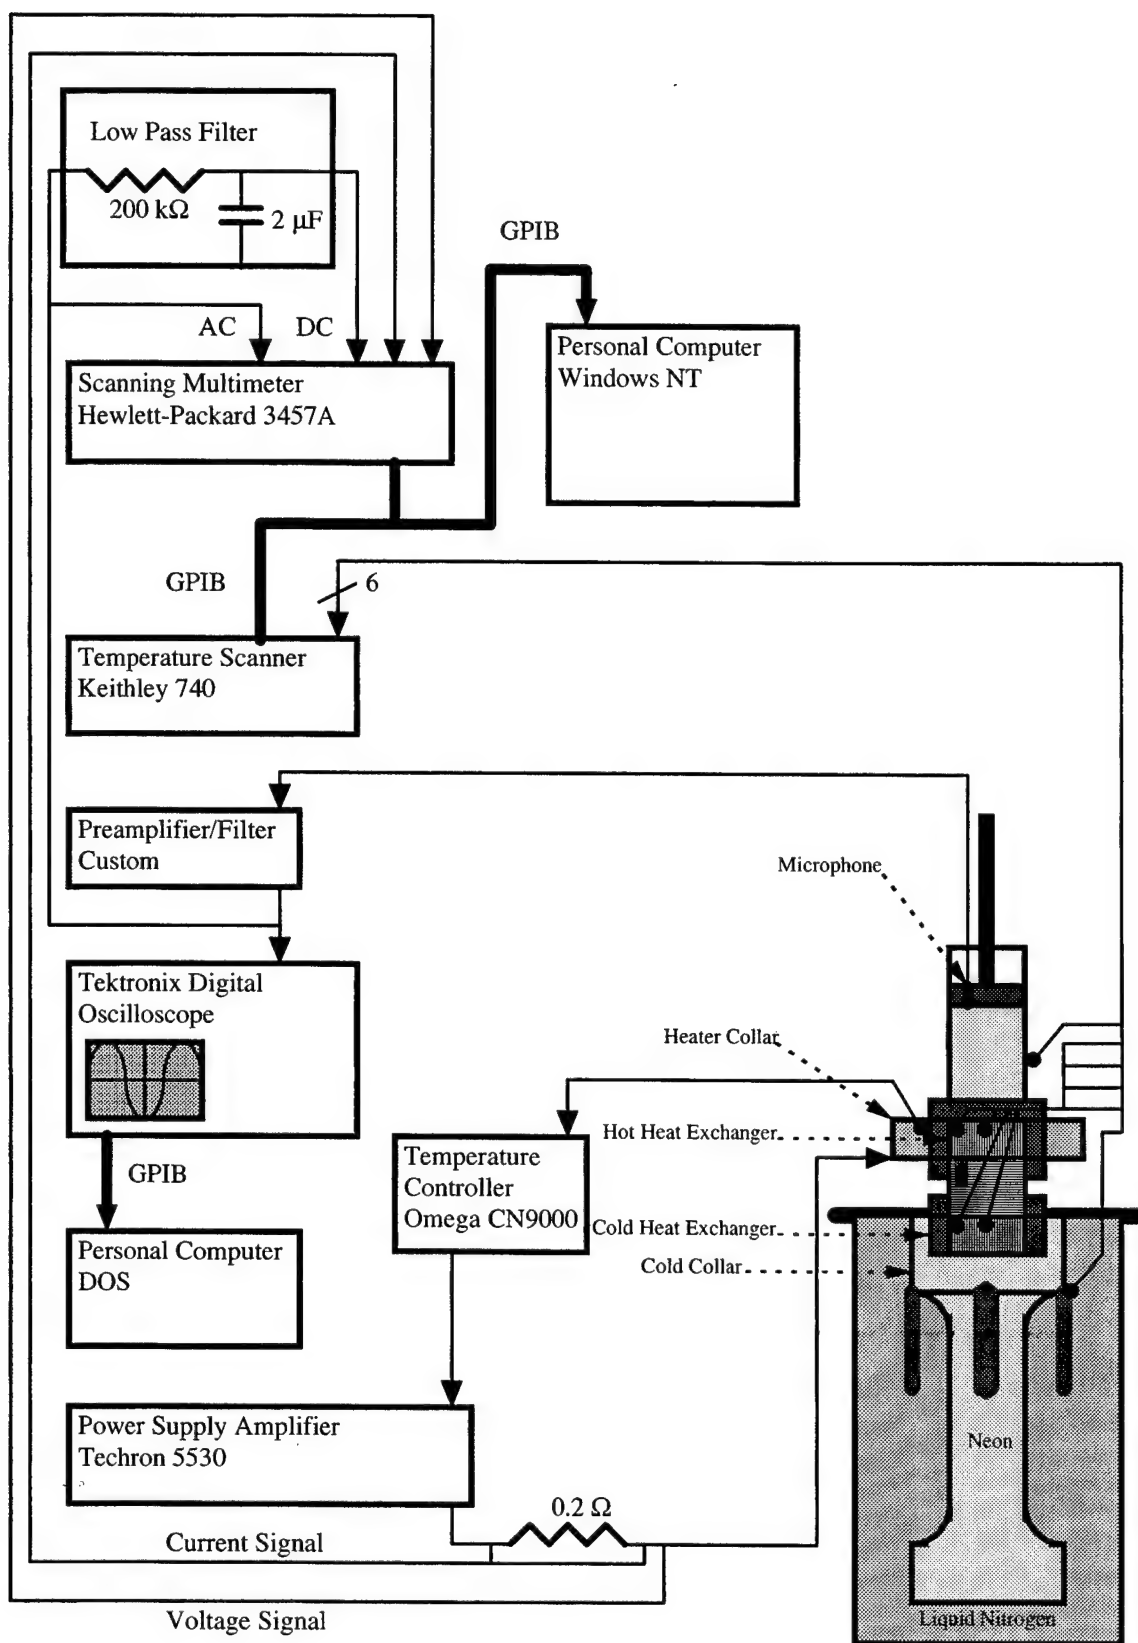 Low Pass Filter
200 kΩ
2 µF
GPIB
AC
DC
Personal Computer
Windows NT
Scanning Multimeter
Hewlett-Packard 3457A
GPIB
6
Temperature Scanner
Keithley 740
Preamplifier/Filter
Custom
Microphone
Tektronix Digital
Oscilloscope
Heater Collar
Hot Heat Exchanger
GPIB
Temperature
Controller
Omega CN9000
Cold Heat Exchanger
Personal Computer
DOS
Cold Collar
Power Supply Amplifier
Techron 5530
Neon
0.2 Ω
Current Signal
Voltage Signal
Liquid Nitrogen